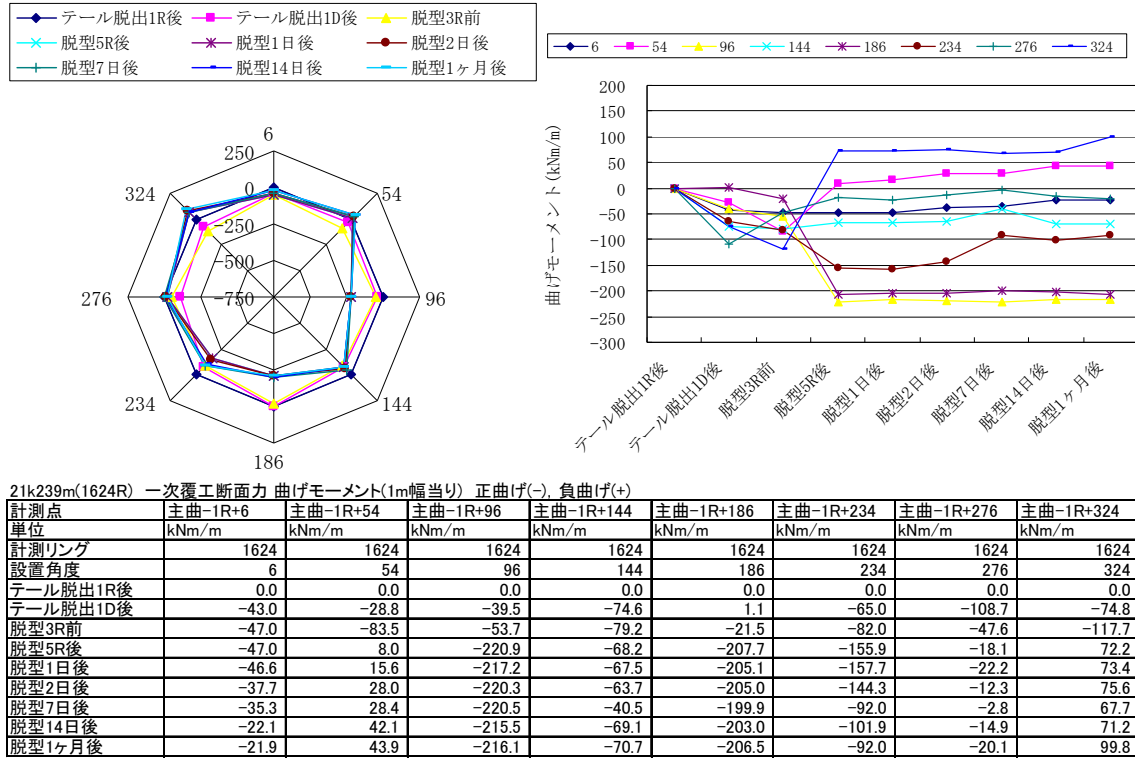 テール脱出1R後 テール脱出1D後 脱型3R前
脱型5R後 脱型1日後 脱型2日後
脱型7日後 脱型14日後 脱型1ヶ月後
6 54 96 144 186 234 276 324
250
0
-250
-500
-750
6
54
96
144
186
234
276
324
曲げモーメント(kNm/m)
200
150
100
50
0
-50
-100
-150
-200
-250
-300
テール脱出1R後
テール脱出1D後
脱型3R前
脱型5R後
脱型1日後
脱型2日後
脱型7日後
脱型14日後
脱型1ヶ月後
21k239m(1624R) 一次覆工断面力 曲げモーメント(1m幅当り) 正曲げ(-), 負曲げ(+)
計測点 主曲-1R+6 主曲-1R+54 主曲-1R+96 主曲-1R+144 主曲-1R+186 主曲-1R+234 主曲-1R+276 主曲-1R+324
単位 kNm/m kNm/m kNm/m kNm/m kNm/m kNm/m kNm/m kNm/m
計測リング 1624 1624 1624 1624 1624 1624 1624 1624
設置角度 6 54 96 144 186 234 276 324
テール脱出1R後 0.0 0.0 0.0 0.0 0.0 0.0 0.0 0.0
テール脱出1D後 -43.0 -28.8 -39.5 -74.6 1.1 -65.0 -108.7 -74.8
脱型3R前 -47.0 -83.5 -53.7 -79.2 -21.5 -82.0 -47.6 -117.7
脱型5R後 -47.0 8.0 -220.9 -68.2 -207.7 -155.9 -18.1 72.2
脱型1日後 -46.6 15.6 -217.2 -67.5 -205.1 -157.7 -22.2 73.4
脱型2日後 -37.7 28.0 -220.3 -63.7 -205.0 -144.3 -12.3 75.6
脱型7日後 -35.3 28.4 -220.5 -40.5 -199.9 -92.0 -2.8 67.7
脱型14日後 -22.1 42.1 -215.5 -69.1 -203.0 -101.9 -14.9 71.2
脱型1ヶ月後 -21.9 43.9 -216.1 -70.7 -206.5 -92.0 -20.1 99.8